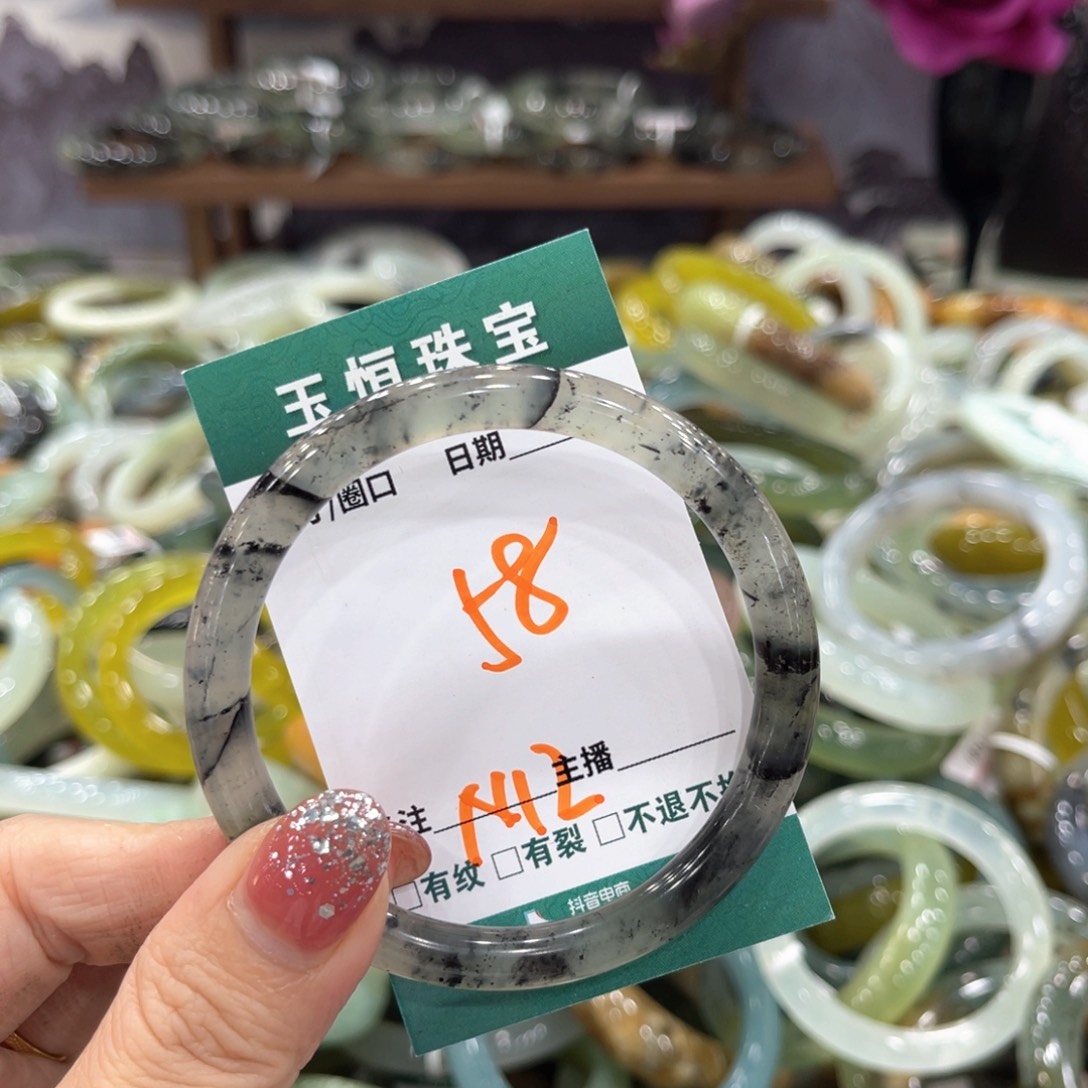 玉恒珠宝
/圈口 日期
58
主播
注 M12
□有纹 □有裂 □不退不换
抖音电商